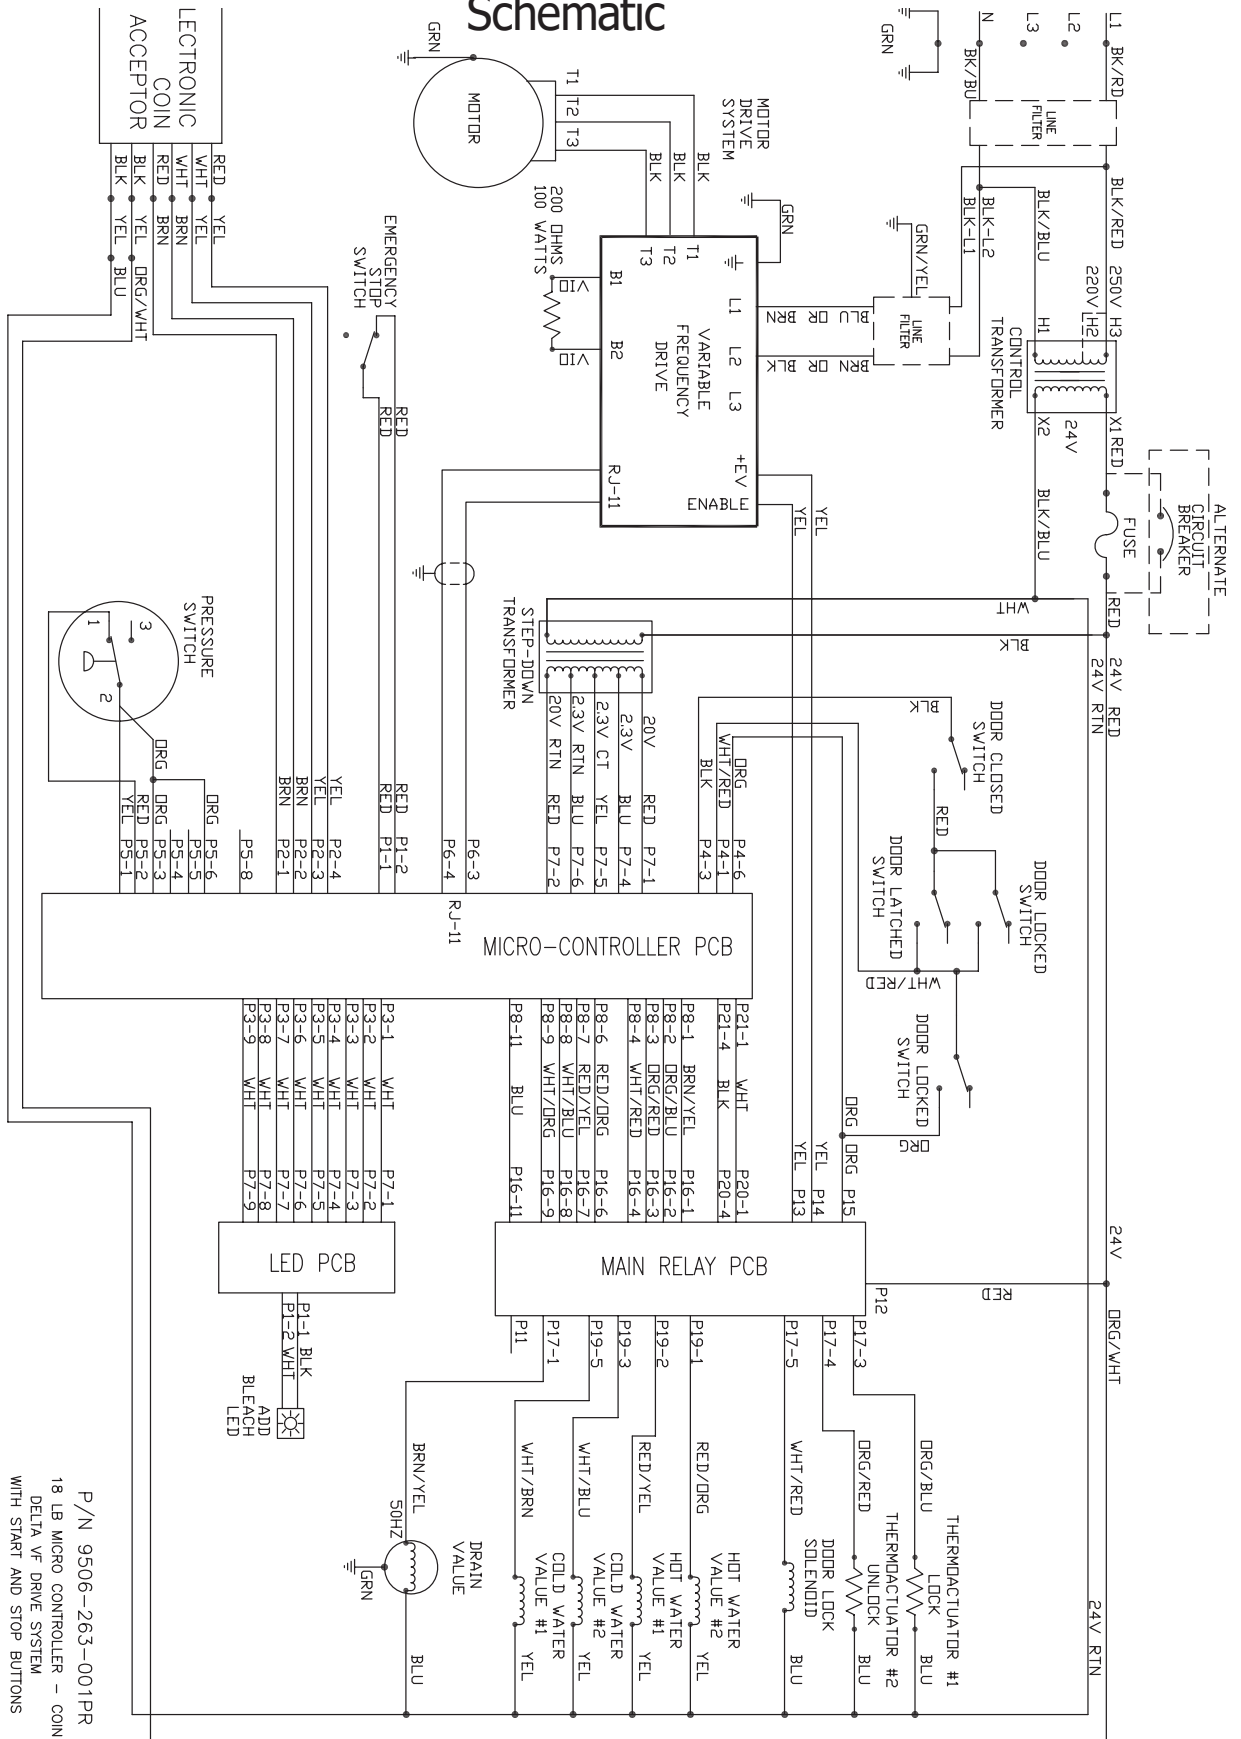 Schematic
L1
L2
L3
N
GRN
BK/RD
BK/BU
LINE
FILTER
BLK/RED
BLK/BLU
BLK-L2
BLK-L1
GRN/YEL
LINE
FILTER
250V
220V
H3
H2
H1
CONTROL
TRANSFORMER
X1
X2
24V
RED
BLK/BLU
FUSE
ALTERNATE
CIRCUIT
BREAKER
RED
WHT
BLK
24V RED
24V RTN
24V
ORG/WHT
24V RTN
GRN
MOTOR
T1
T2
T3
BLK
BLK
BLK
MOTOR
DRIVE
SYSTEM
GRN
200 OHMS
100 WATTS
VIO
VIO
T1
T2
T3
B1
B2
L1
L2
L3
VARIABLE
FREQUENCY
DRIVE
+EV
ENABLE
RJ-11
BLU OR BRN
BRN OR BLK
YEL
YEL
LECTRONIC
COIN
ACCEPTOR
RED
WHT
WHT
RED
BLK
BLK
YEL
YEL
BRN
BRN
YEL
YEL
ORG/WHT
BLU
EMERGENCY
STOP
SWITCH
RED
RED
PRESSURE
SWITCH
1
2
3
ORG
STEP-DOWN
TRANSFORMER
20V
2.3V
2.3V CT
2.3V RTN
20V RTN
RED P7-1
BLU P7-4
YEL P7-5
BLU P7-6
RED P7-2
DOOR CLOSED
SWITCH
BLK
RED
DOOR LOCKED
SWITCH
DOOR LATCHED
SWITCH
WHT/RED
DOOR LOCKED
SWITCH
ORG
ORG P4-6
WHT/RED P4-1
BLK P4-3
P6-3
P6-4
RED P1-2
RED P1-1
YEL P2-4
YEL P2-3
BRN P2-2
BRN P2-1
P5-8
ORG P5-6
P5-5
P5-4
ORG P5-3
RED P5-2
YEL P5-1
RJ-11
MICRO-CONTROLLER PCB
P21-1 WHT P20-1
P21-4 BLK P20-4
P8-1 BRN/YEL P16-1
P8-2 ORG/BLU P16-2
P8-3 ORG/RED P16-3
P8-4 WHT/RED P16-4
P8-6 RED/ORG P16-6
P8-7 RED/YEL P16-7
P8-8 WHT/BLU P16-8
P8-9 WHT/ORG P16-9
P8-11 BLU P16-11
P3-1 WHT P7-1
P3-2 WHT P7-2
P3-3 WHT P7-3
P3-4 WHT P7-4
P3-5 WHT P7-5
P3-6 WHT P7-6
P3-7 WHT P7-7
P3-8 WHT P7-8
P3-9 WHT P7-9
ORG ORG P15
YEL P14
YEL P13
MAIN RELAY PCB
P12
RED
LED PCB
P1-1 BLK
P1-2 WHT
ADD
BLEACH
LED
P17-3
P17-4
P17-5
P19-1
P19-2
P19-3
P19-5
P17-1
P11
ORG/BLU
THERMOACTUATOR #1
LOCK
BLU
ORG/RED
THERMOACTUATOR #2
UNLOCK
BLU
WHT/RED
DOOR LOCK
SOLENOID
BLU
RED/ORG
HOT WATER
VALUE #2
YEL
RED/YEL
HOT WATER
VALUE #1
YEL
WHT/BLU
COLD WATER
VALUE #2
YEL
WHT/BRN
COLD WATER
VALUE #1
YEL
BRN/YEL
50HZ
DRAIN
VALUE
GRN
BLU
P/N 9506-263-001PR
18 LB MICRO CONTROLLER - COIN
DELTA VF DRIVE SYSTEM
WITH START AND STOP BUTTONS